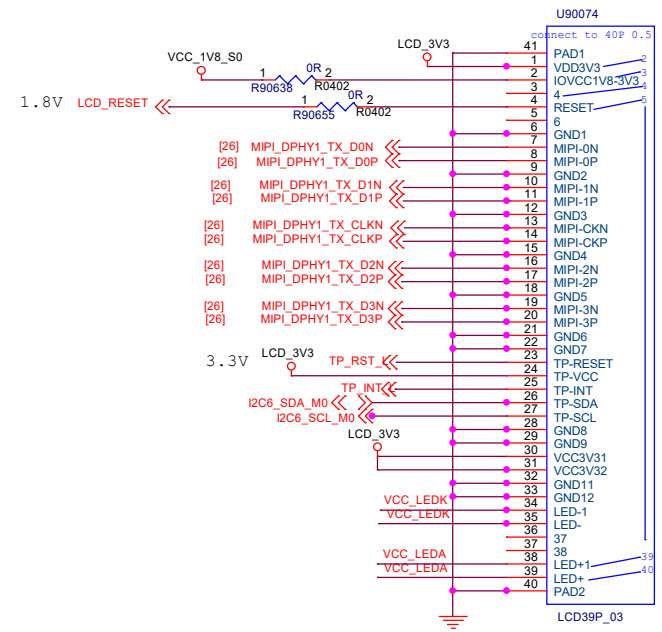 U90074
connect to 40P 0.5
VCC_1V8_S0
LCD_3V3
41 PAD1
1 VDD3V3 2
0R
1 2
R90638 R0402
2 IOVCC1V8-3V3 3
3 4 4
1.8V LCD_RESET
0R
1 2
R90655 R0402
4 RESET 5
5 6
6 GND1
[26] MIPI_DPHY1_TX_D0N 7 MIPI-0N
[26] MIPI_DPHY1_TX_D0P 8 MIPI-0P
9 GND2
[26] MIPI_DPHY1_TX_D1N 10 MIPI-1N
[26] MIPI_DPHY1_TX_D1P 11 MIPI-1P
12 GND3
[26] MIPI_DPHY1_TX_CLKN 13 MIPI-CKN
[26] MIPI_DPHY1_TX_CLKP 14 MIPI-CKP
15 GND4
[26] MIPI_DPHY1_TX_D2N 16 MIPI-2N
[26] MIPI_DPHY1_TX_D2P 17 MIPI-2P
18 GND5
[26] MIPI_DPHY1_TX_D3N 19 MIPI-3N
[26] MIPI_DPHY1_TX_D3P 20 MIPI-3P
21 GND6
22 GND7
3.3V LCD_3V3 TP_RST_L 23 TP-RESET
24 TP-VCC
TP_INT_L 25 TP-INT
I2C6_SDA_M0 26 TP-SDA
I2C6_SCL_M0 27 TP-SCL
28 GND8
LCD_3V3 29 GND9
30 VCC3V31
31 VCC3V32
32 GND11
33 GND12
VCC_LEDK 34 LED-1
VCC_LEDK 35 LED-
36 37
37 38
VCC_LEDA 38 LED+1 39
VCC_LEDA 39 LED+ 40
40 PAD2
LCD39P_03